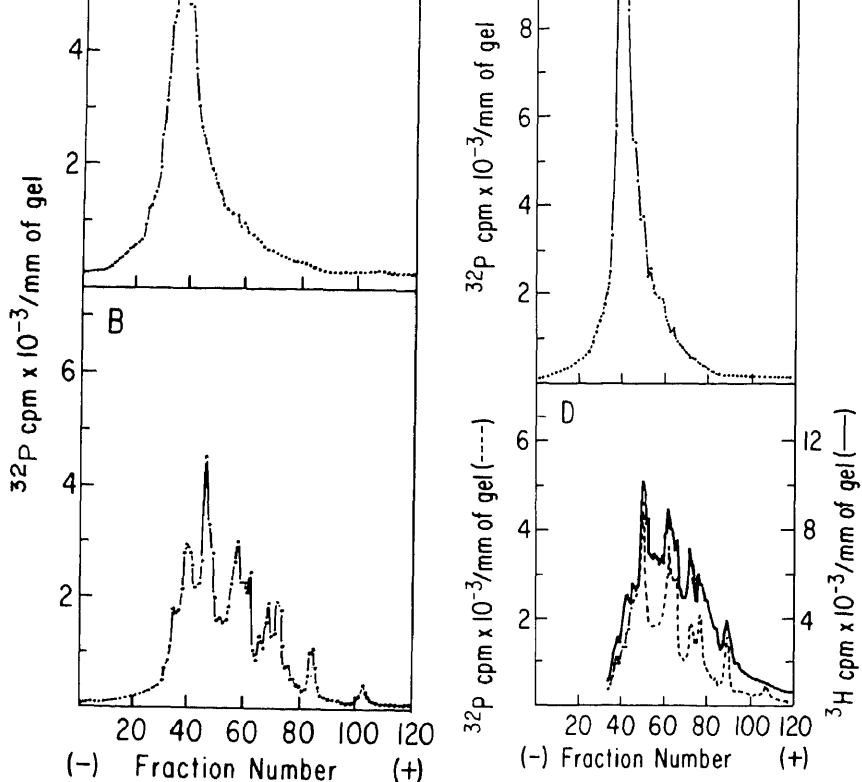 4
2
³²P cpm x 10⁻³/mm of gel
B
6
4
2
20 40 60 80 100 120
(-) Fraction Number (+)
8
6
4
2
³²P cpm x 10⁻³/mm of gel
D
6
4
2
³²P cpm x 10⁻³/mm of gel (----)
12
8
4
³H cpm x 10⁻³/mm of gel (—)
20 40 60 80 100 120
(-) Fraction Number (+)